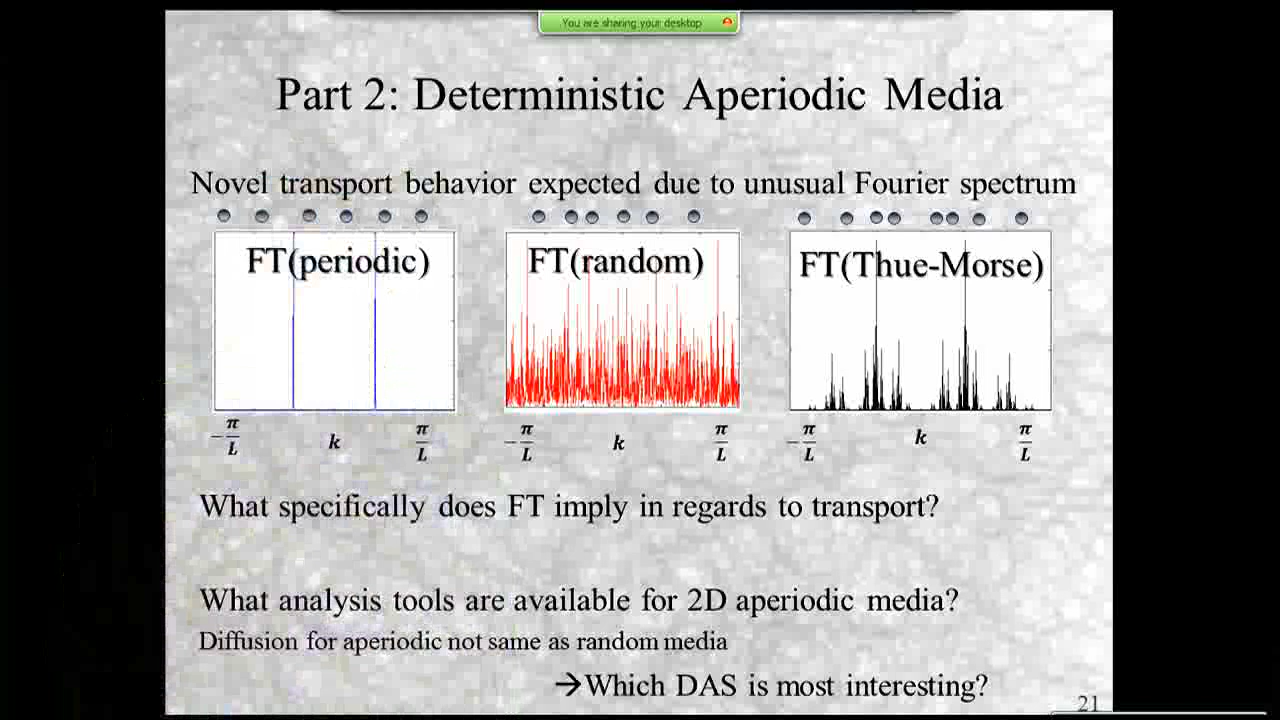 You are sharing your desktop
Part 2: Deterministic Aperiodic Media
Novel transport behavior expected due to unusual Fourier spectrum
FT(periodic) FT(random) FT(Thue-Morse)
-π/L k π/L -π/L k π/L -π/L k π/L
What specifically does FT imply in regards to transport?
What analysis tools are available for 2D aperiodic media?
Diffusion for aperiodic not same as random media
→Which DAS is most interesting?
21